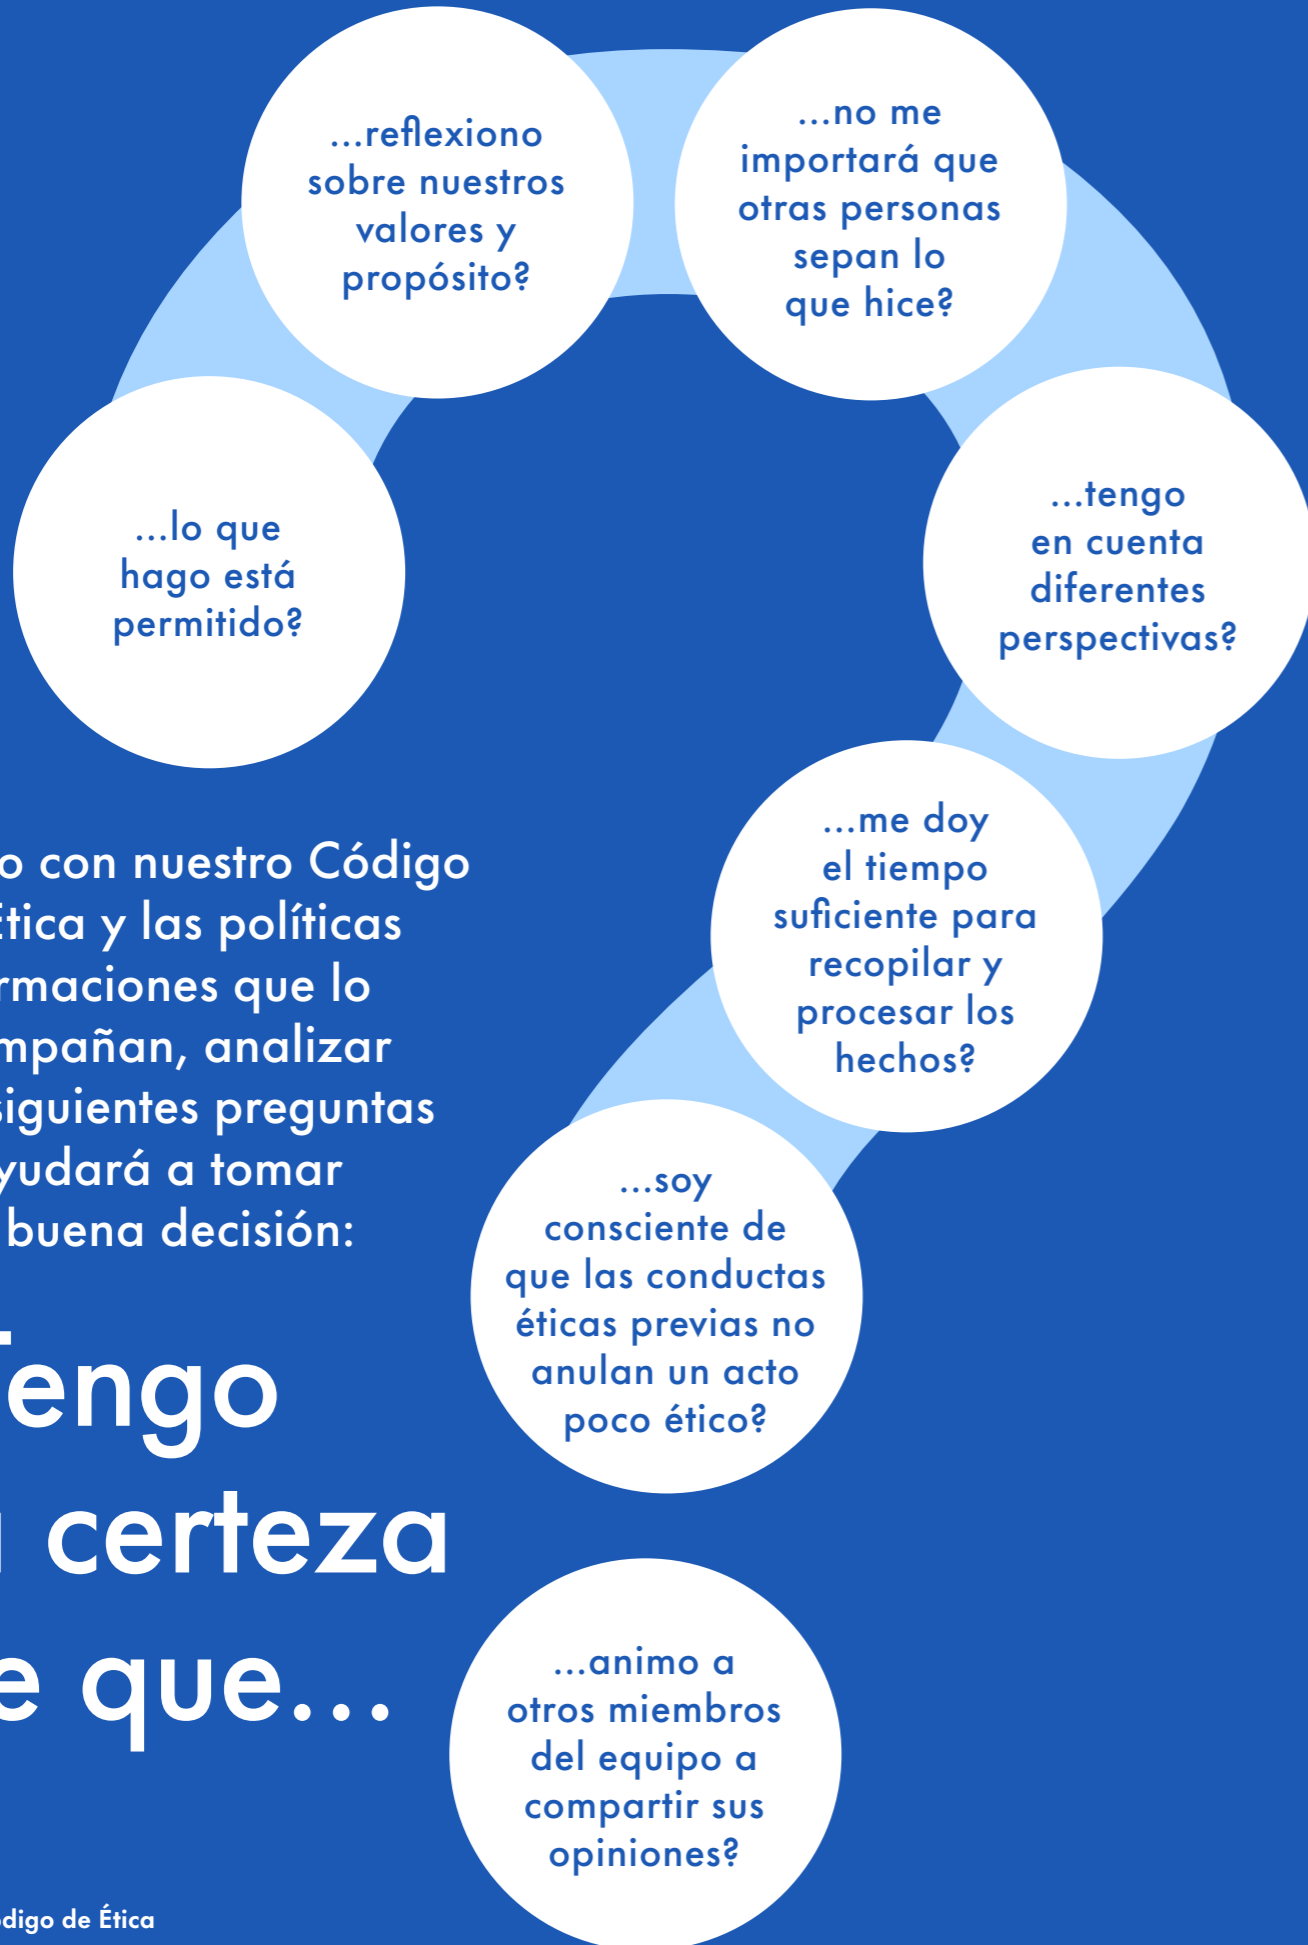 ...reflexiono
sobre nuestros
valores y
propósito?
...no me
importará que
otras personas
sepan lo
que hice?
...lo que
hago está
permitido?
...tengo
en cuenta
diferentes
perspectivas?
...me doy
el tiempo
suficiente para
recopilar y
procesar los
hechos?
o con nuestro Código
Ética y las políticas
rmaciones que lo
mpañan, analizar
siguientes preguntas
yudará a tomar
buena decisión:
...soy
consciente de
que las conductas
éticas previas no
anulan un acto
poco ético?
Tengo
certeza
e que...
...animo a
otros miembros
del equipo a
compartir sus
opiniones?
digo de Ética